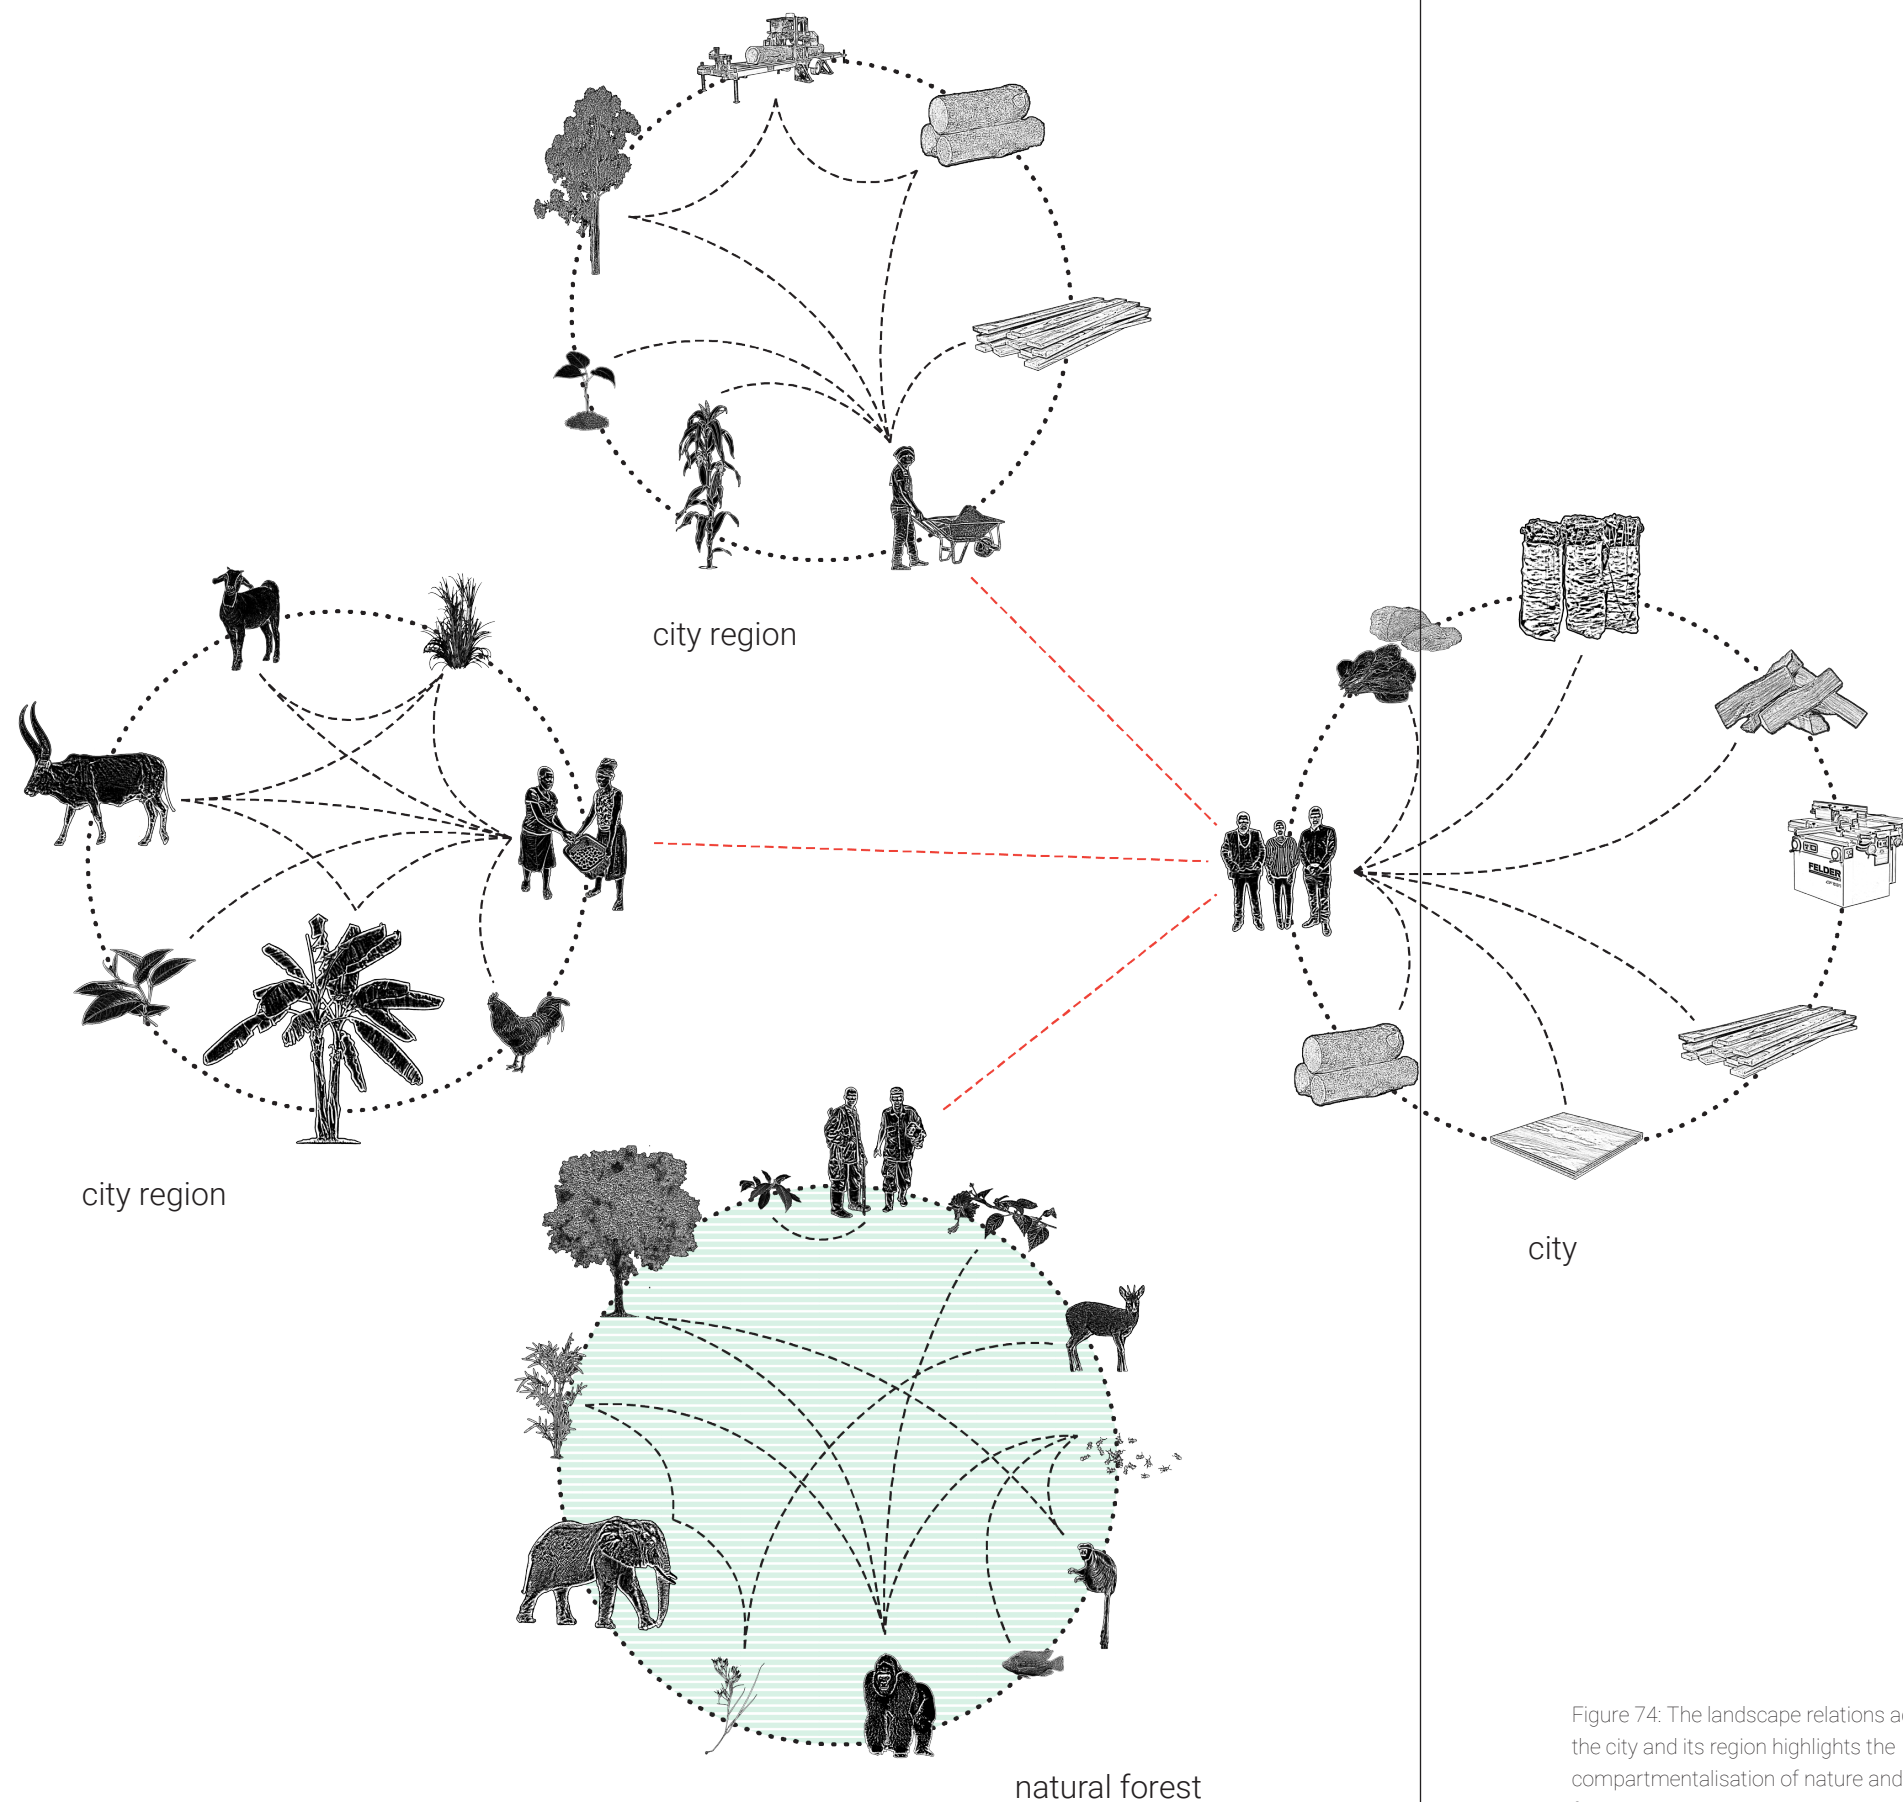 city region
FELDER
city region
city
Figure 74: The landscape relations
the city and its region highlights the
compartmentalisation of nature and
natural forest